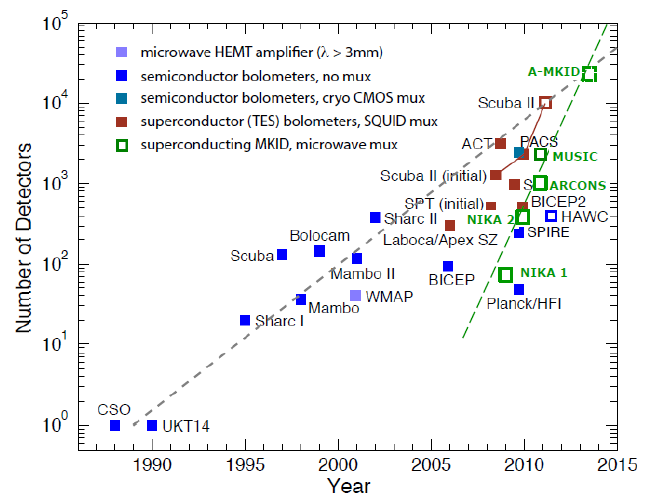 10^5
10^4
10^3
10^2
10^1
10^0
Number of Detectors
microwave HEMT amplifier (λ > 3mm)
semiconductor bolometers, no mux
semiconductor bolometers, cryo CMOS mux
superconductor (TES) bolometers, SQUID mux
superconducting MKID, microwave mux
A-MKID
Scuba II
ACT
PACS
MUSIC
Scuba II (initial)
ARCONS
SPT (initial)
BICEP2
NIKA 2
HAWC
Sharc II
SPIRE
Bolocam
Laboca/Apex SZ
Scuba
Mambo II
BICEP
NIKA 1
WMAP
Planck/HFI
Mambo
Sharc I
CSO
UKT14
1990
1995
2000
2005
2010
2015
Year